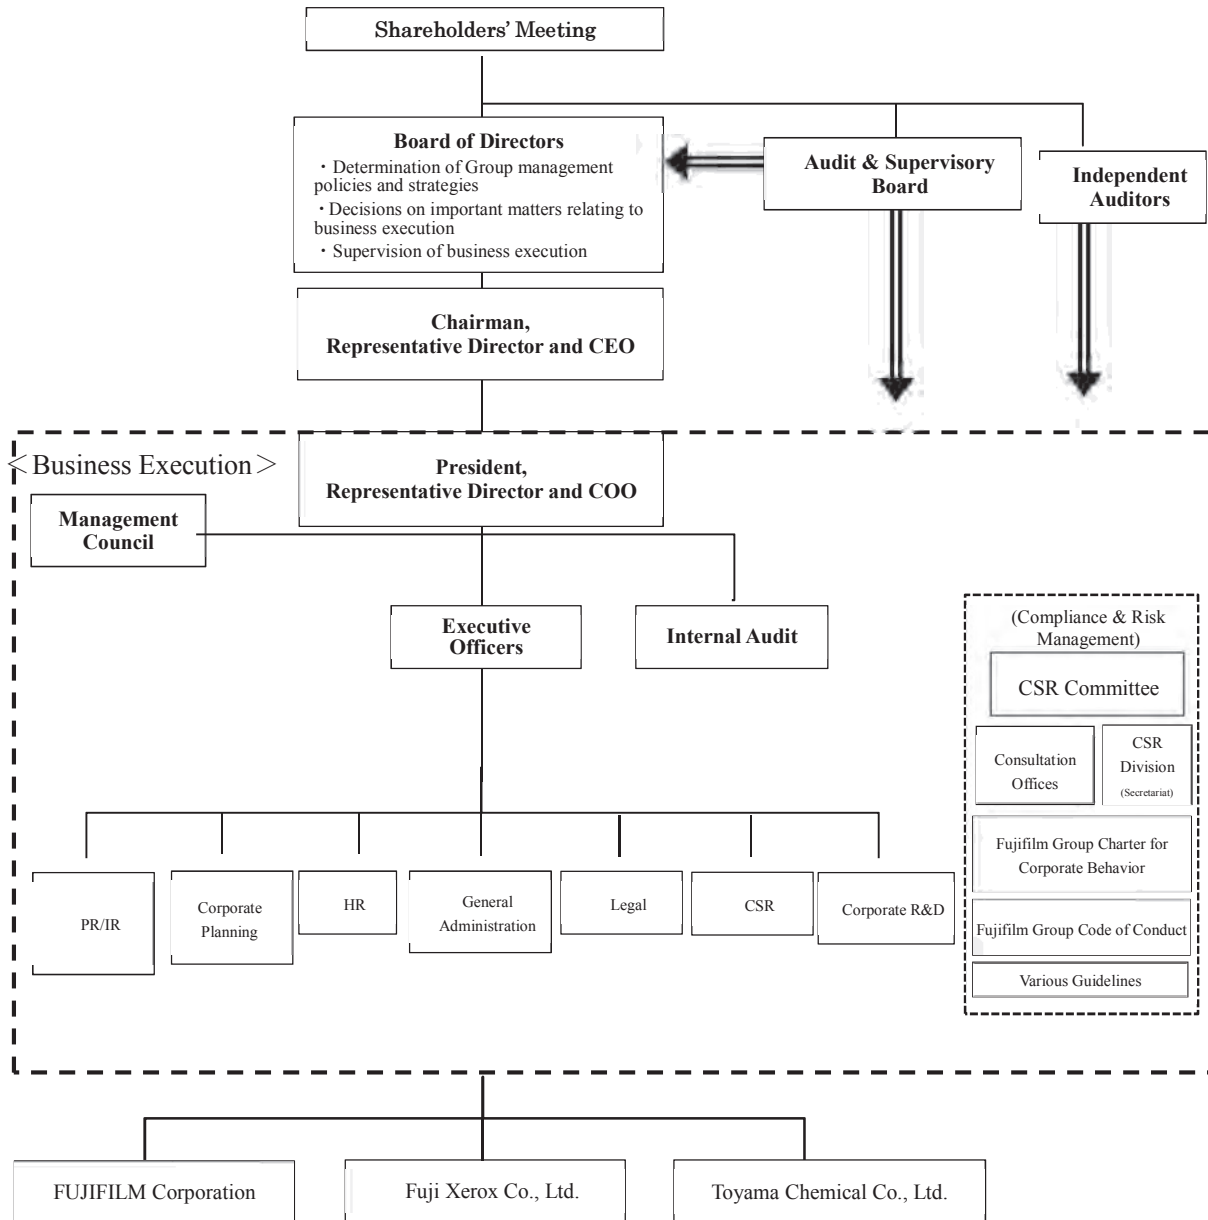 Shareholders' Meeting
Board of Directors
・Determination of Group management
policies and strategies
・Decisions on important matters relating to
business execution
・Supervision of business execution
Audit & Supervisory
Board
Independent
Auditors
Chairman,
Representative Director and CEO
＜Business Execution＞
President,
Representative Director and COO
Management
Council
Executive
Officers
Internal Audit
(Compliance & Risk
Management)
CSR Committee
Consultation
Offices
CSR
Division
(Secretariat)
Fujifilm Group Charter for
Corporate Behavior
Fujifilm Group Code of Conduct
Various Guidelines
PR/IR
Corporate
Planning
HR
General
Administration
Legal
CSR
Corporate R&D
FUJIFILM Corporation
Fuji Xerox Co., Ltd.
Toyama Chemical Co., Ltd.